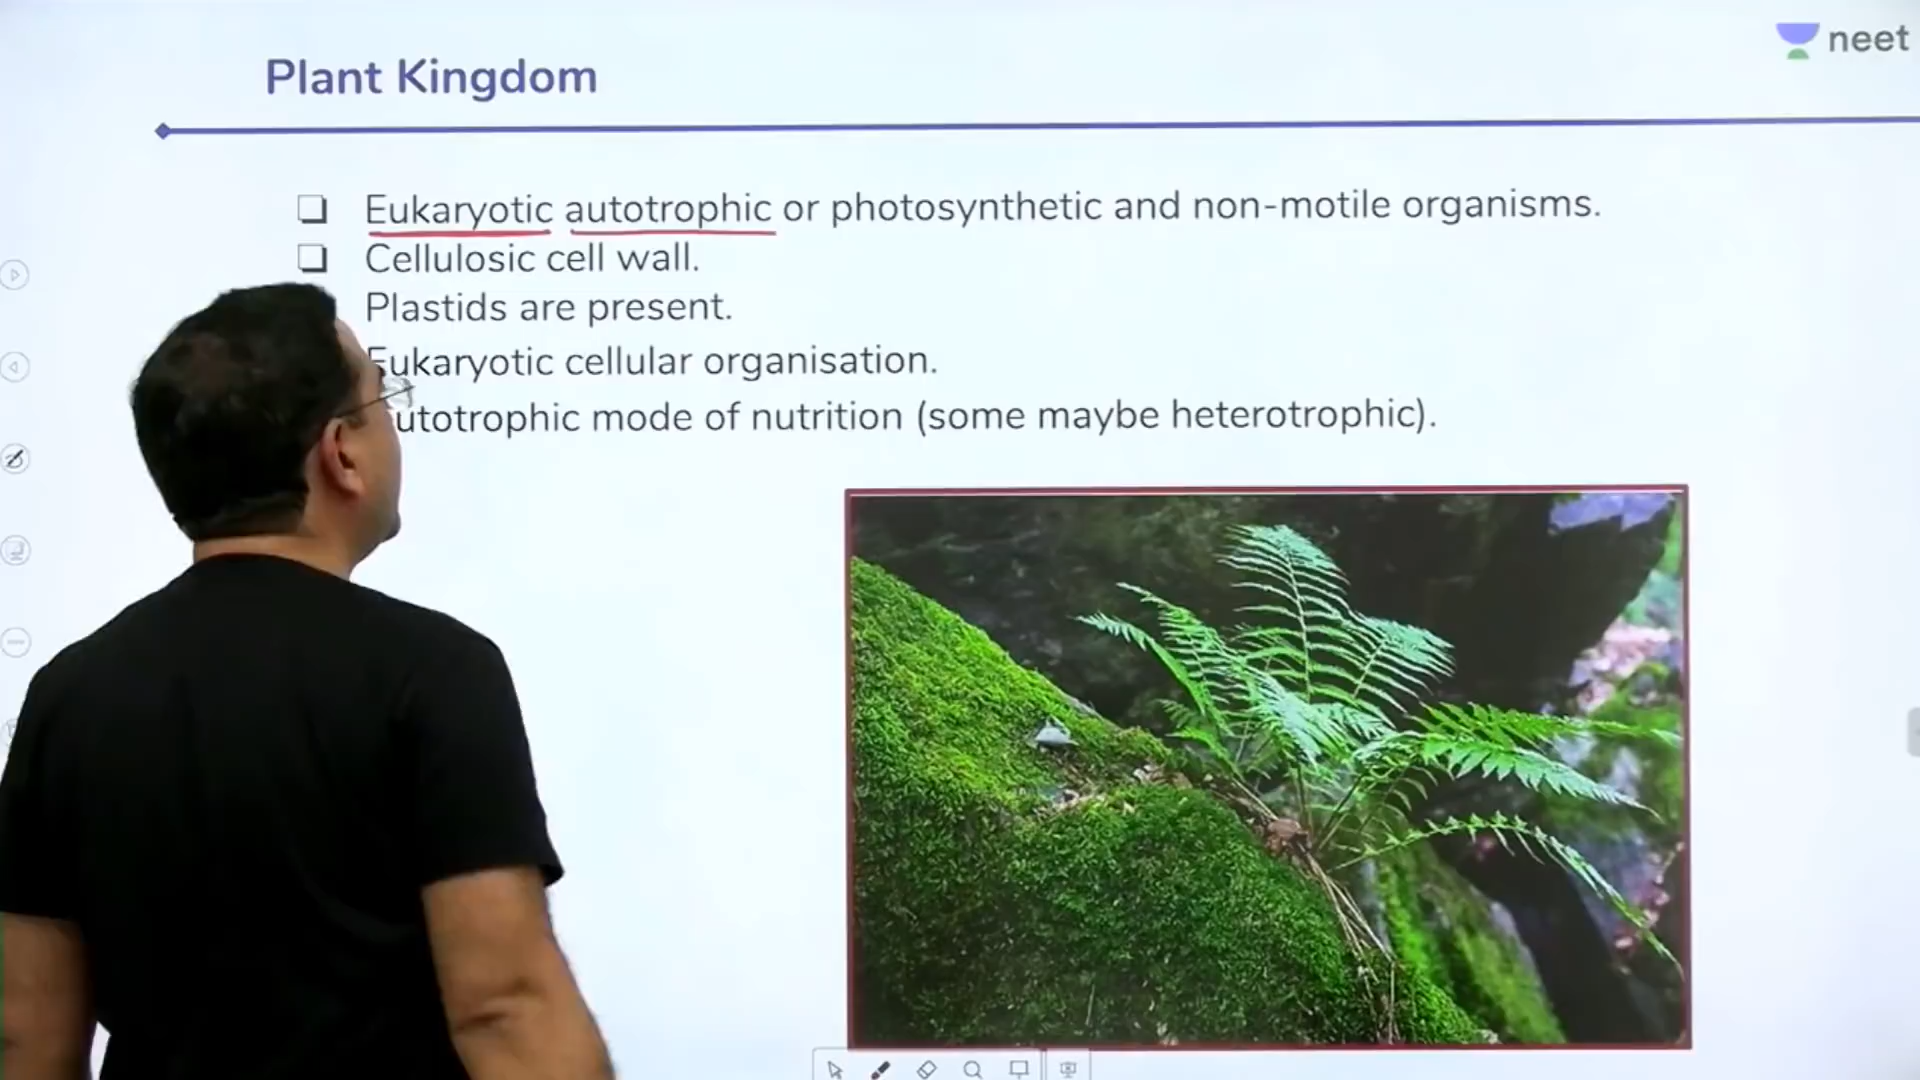 neet
Plant Kingdom
Eukaryotic autotrophic or photosynthetic and non-motile organisms.
Cellulosic cell wall.
Plastids are present.
Eukaryotic cellular organisation.
utotrophic mode of nutrition (some maybe heterotrophic).